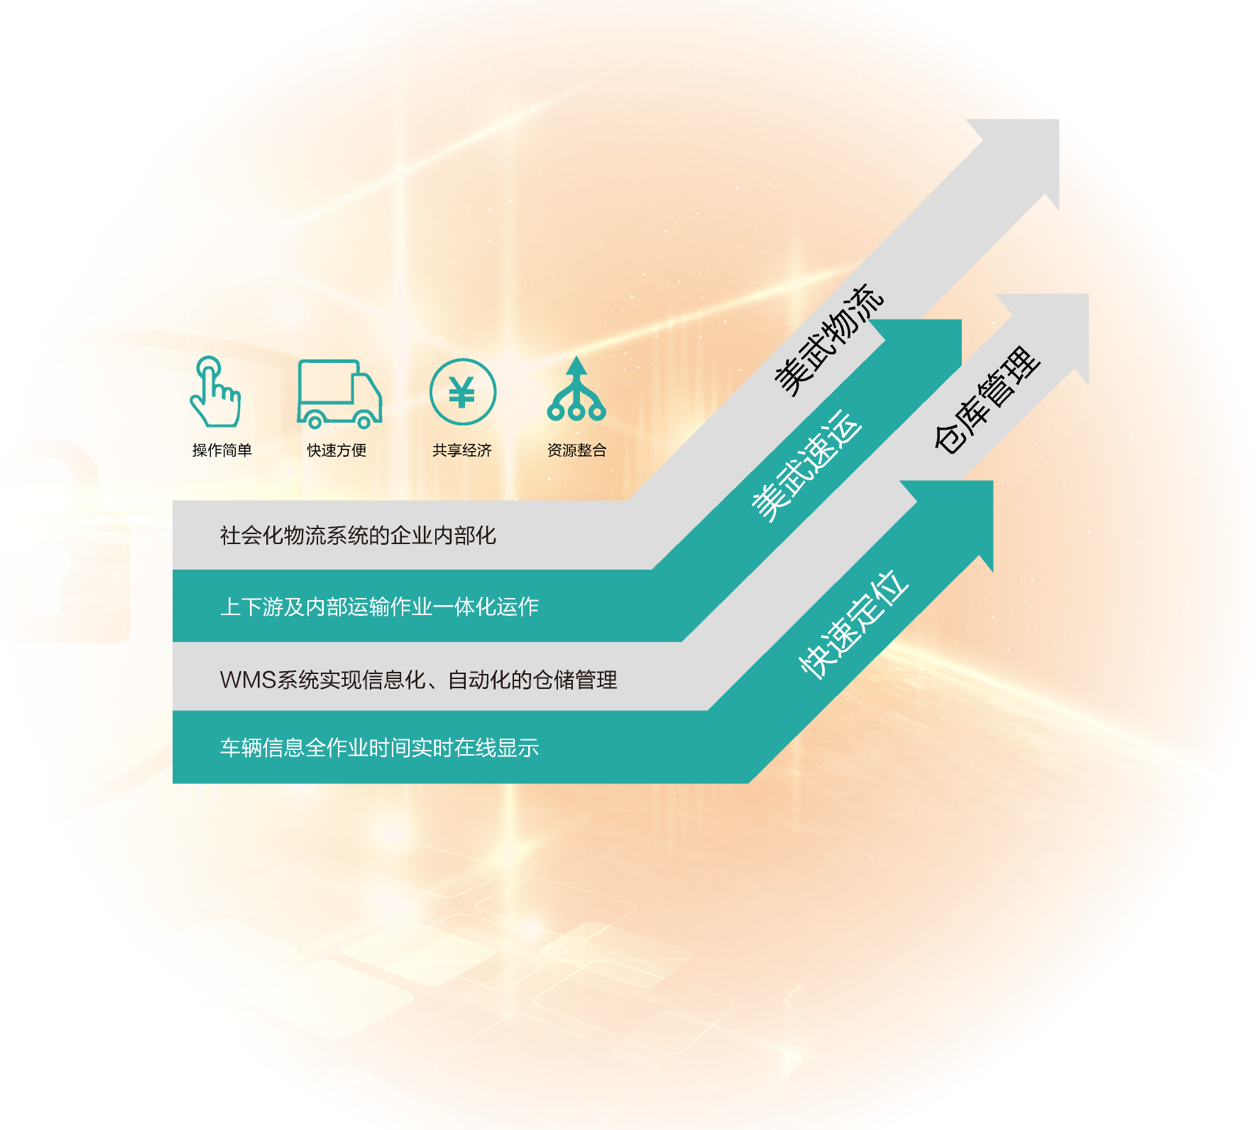 操作简单
快速方便
共享经济
资源整合
社会化物流系统的企业内部化
美武物流
上下游及内部运输作业一体化运作
美武速运
WMS系统实现信息化、自动化的仓储管理
仓库管理
车辆信息全作业时间实时在线显示
快速定位